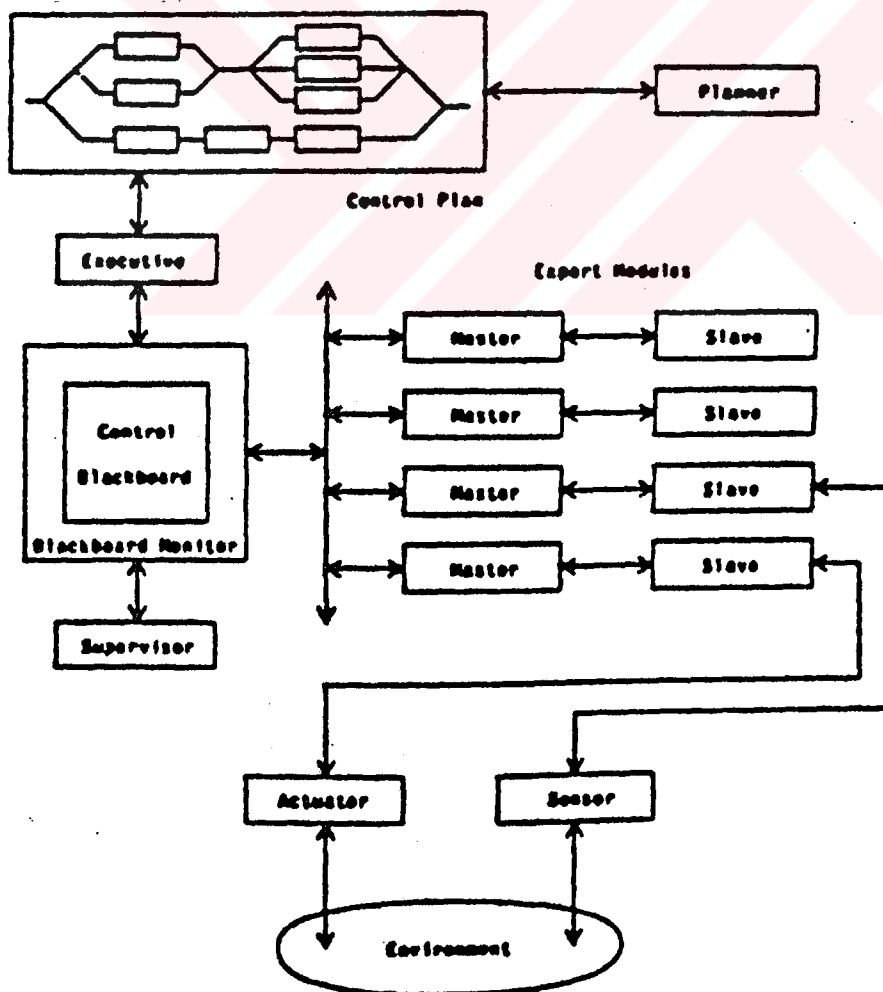 Planner
Control Plan
Executive
Expert Modules
Master
Slave
Master
Slave
Control
Blackboard
Master
Slave
Blackboard Monitor
Master
Slave
Supervisor
Actuator
Sensor
Environment